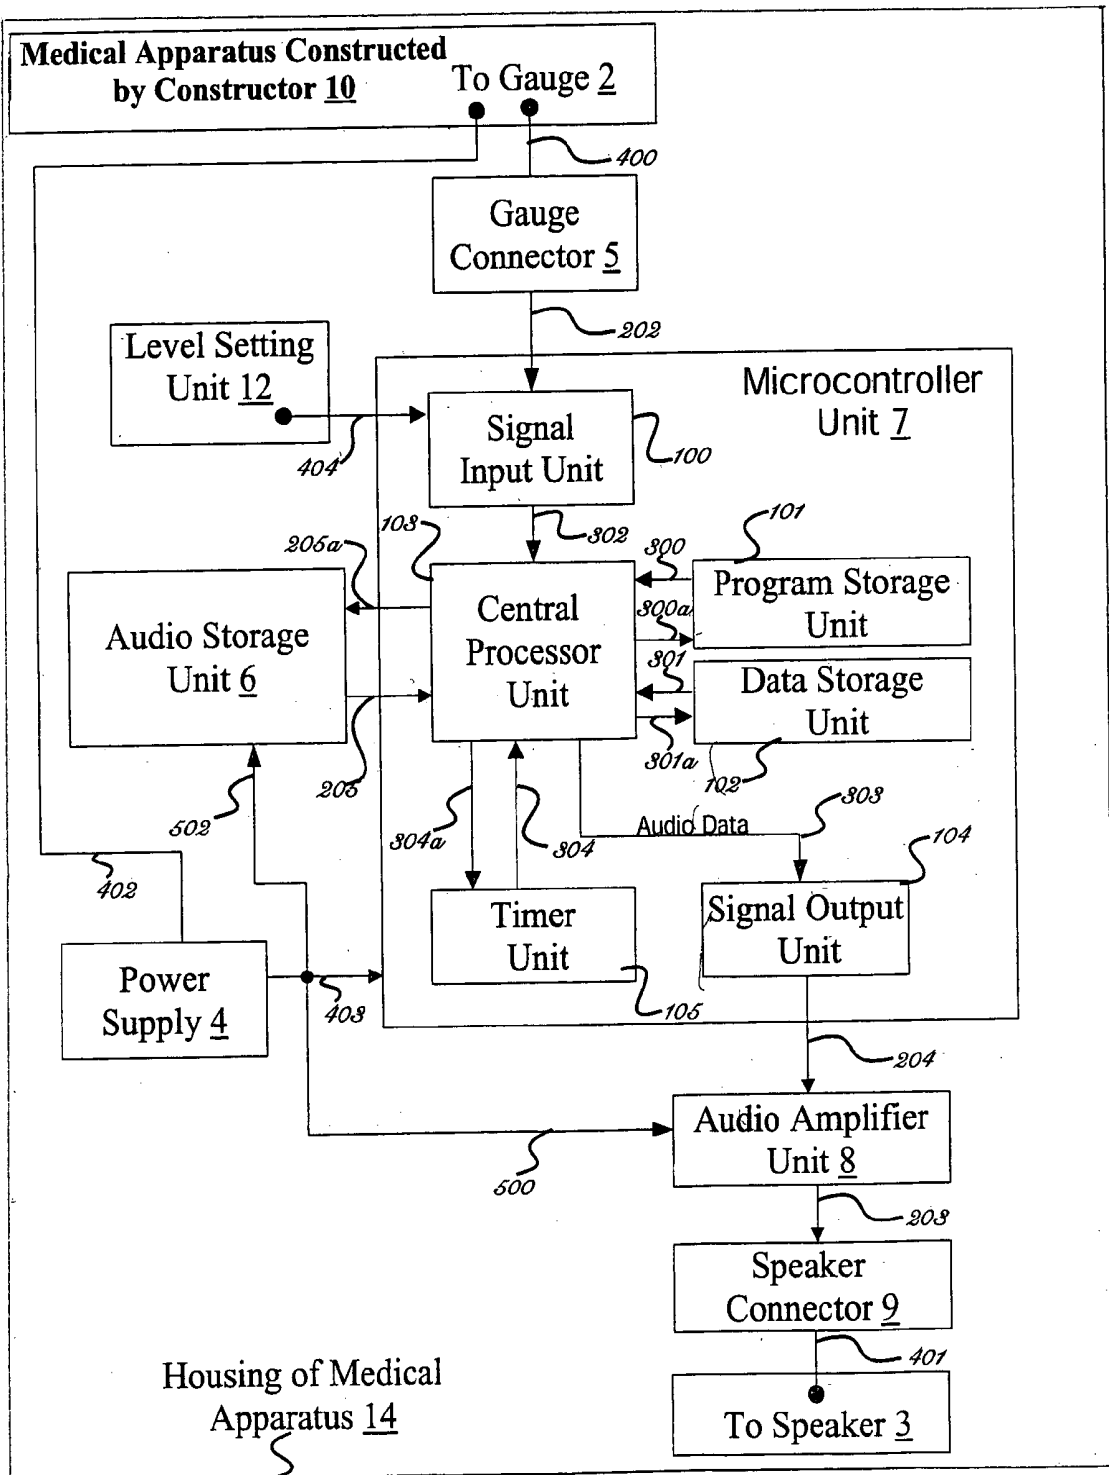 Medical Apparatus Constructed
by Constructor 10
To Gauge 2
400
Gauge
Connector 5
202
Level Setting
Unit 12
404
Microcontroller
Unit 7
Signal
Input Unit
100
302
103
205a
Audio Storage
Unit 6
205
Central
Processor
Unit
300
101
Program Storage
Unit
300a
301
Data Storage
Unit
301a
102
502
304a
304
Audio Data
303
104
402
Timer
Unit
105
Signal Output
Unit
Power
Supply 4
403
204
Audio Amplifier
Unit 8
500
203
Speaker
Connector 9
401
To Speaker 3
Housing of Medical
Apparatus 14